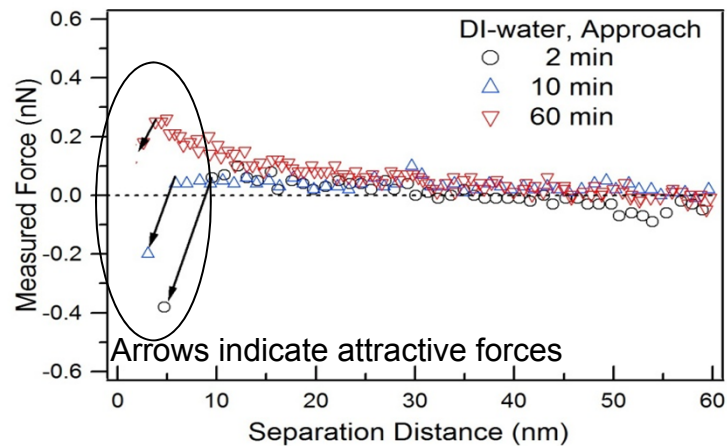 0.6
0.4
0.2
0.0
-0.2
-0.4
-0.6
Measured Force (nN)
DI-water, Approach
2 min
10 min
60 min
Arrows indicate attractive forces
0 10 20 30 40 50 60
Separation Distance (nm)